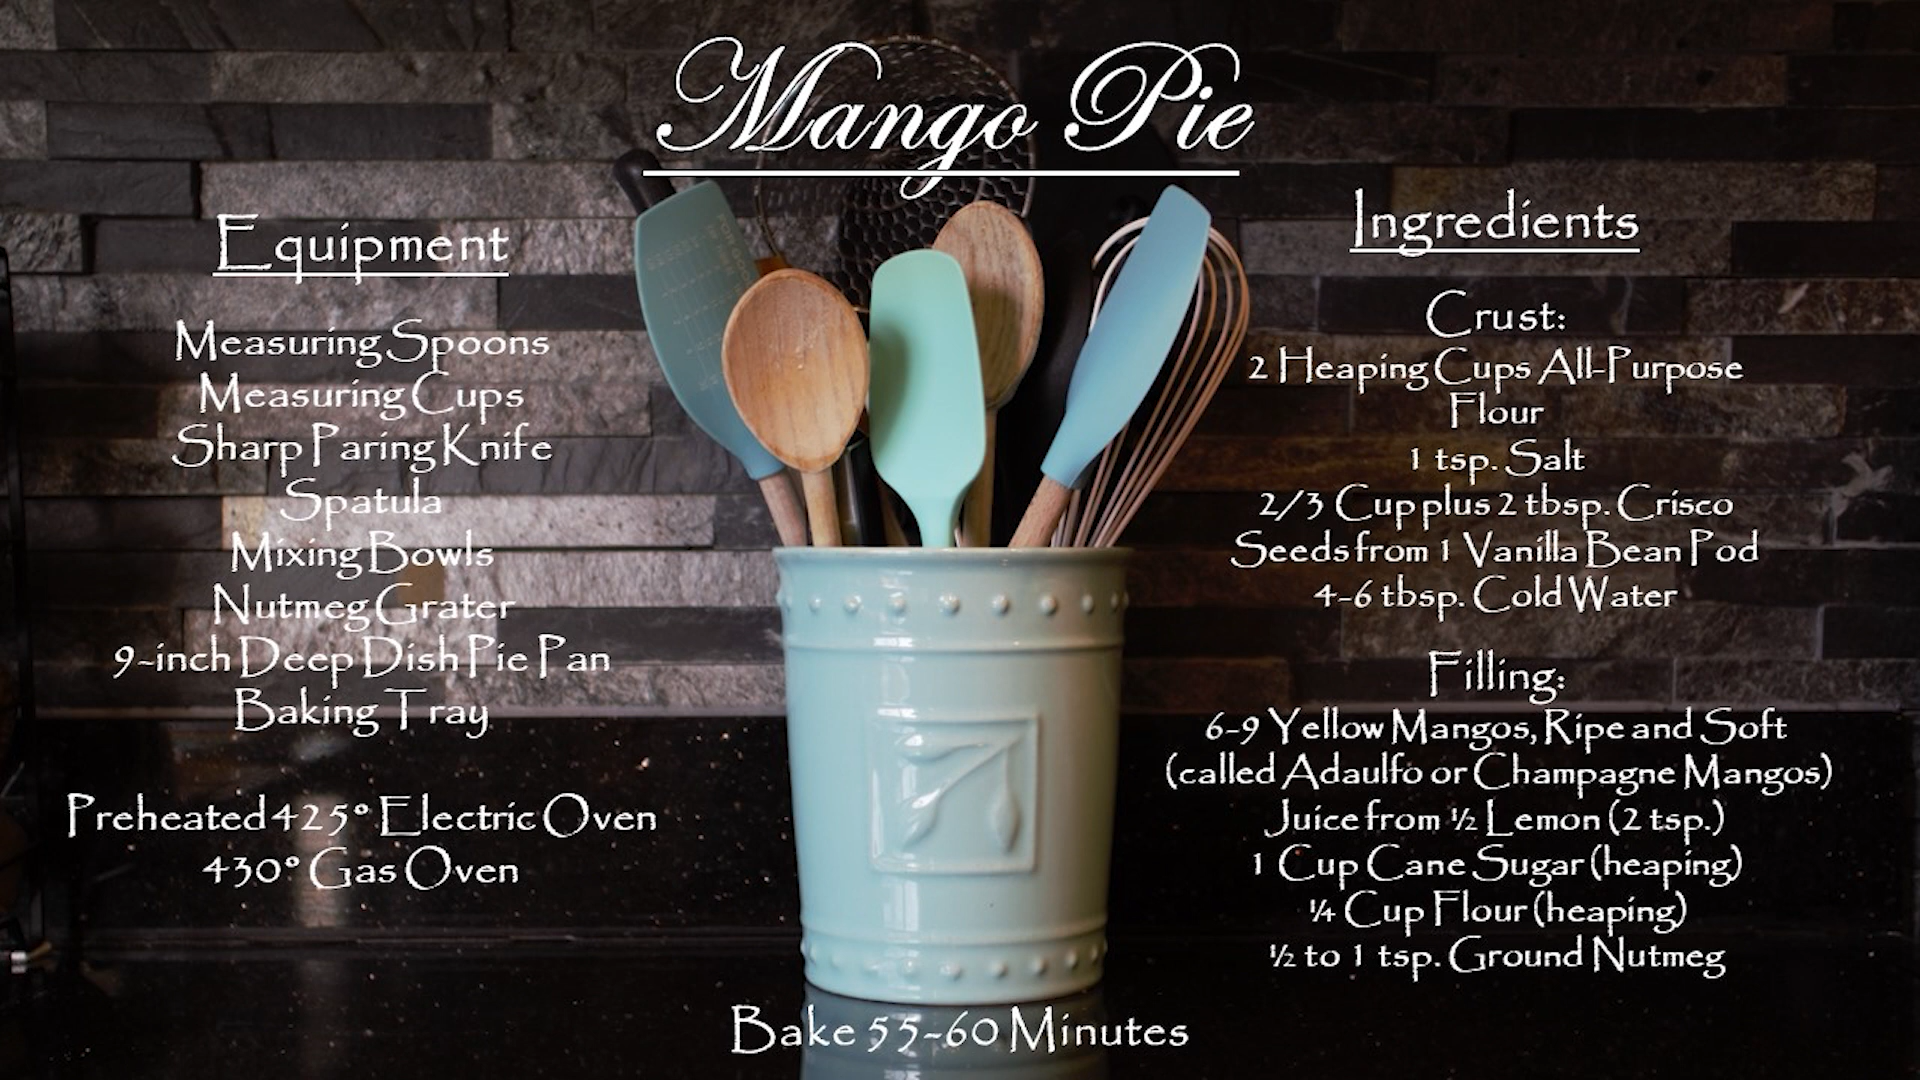 Mango Pie
Equipment
Measuring Spoons
Measuring Cups
Sharp Paring Knife
Spatula
Mixing Bowls
Nutmeg Grater
9-inch Deep Dish Pie Pan
Baking Tray
Preheated 425° Electric Oven
430° Gas Oven
Ingredients
Crust:
2 Heaping Cups All-Purpose
Flour
1 tsp. Salt
2/3 Cup plus 2 tbsp. Crisco
Seeds from 1 Vanilla Bean Pod
4-6 tbsp. Cold Water
Filling:
6-9 Yellow Mangos, Ripe and Soft
(called Adaulfo or Champagne Mangos)
Juice from ½ Lemon (2 tsp.)
1 Cup Cane Sugar (heaping)
¼ Cup Flour (heaping)
½ to 1 tsp. Ground Nutmeg
Bake 55-60 Minutes